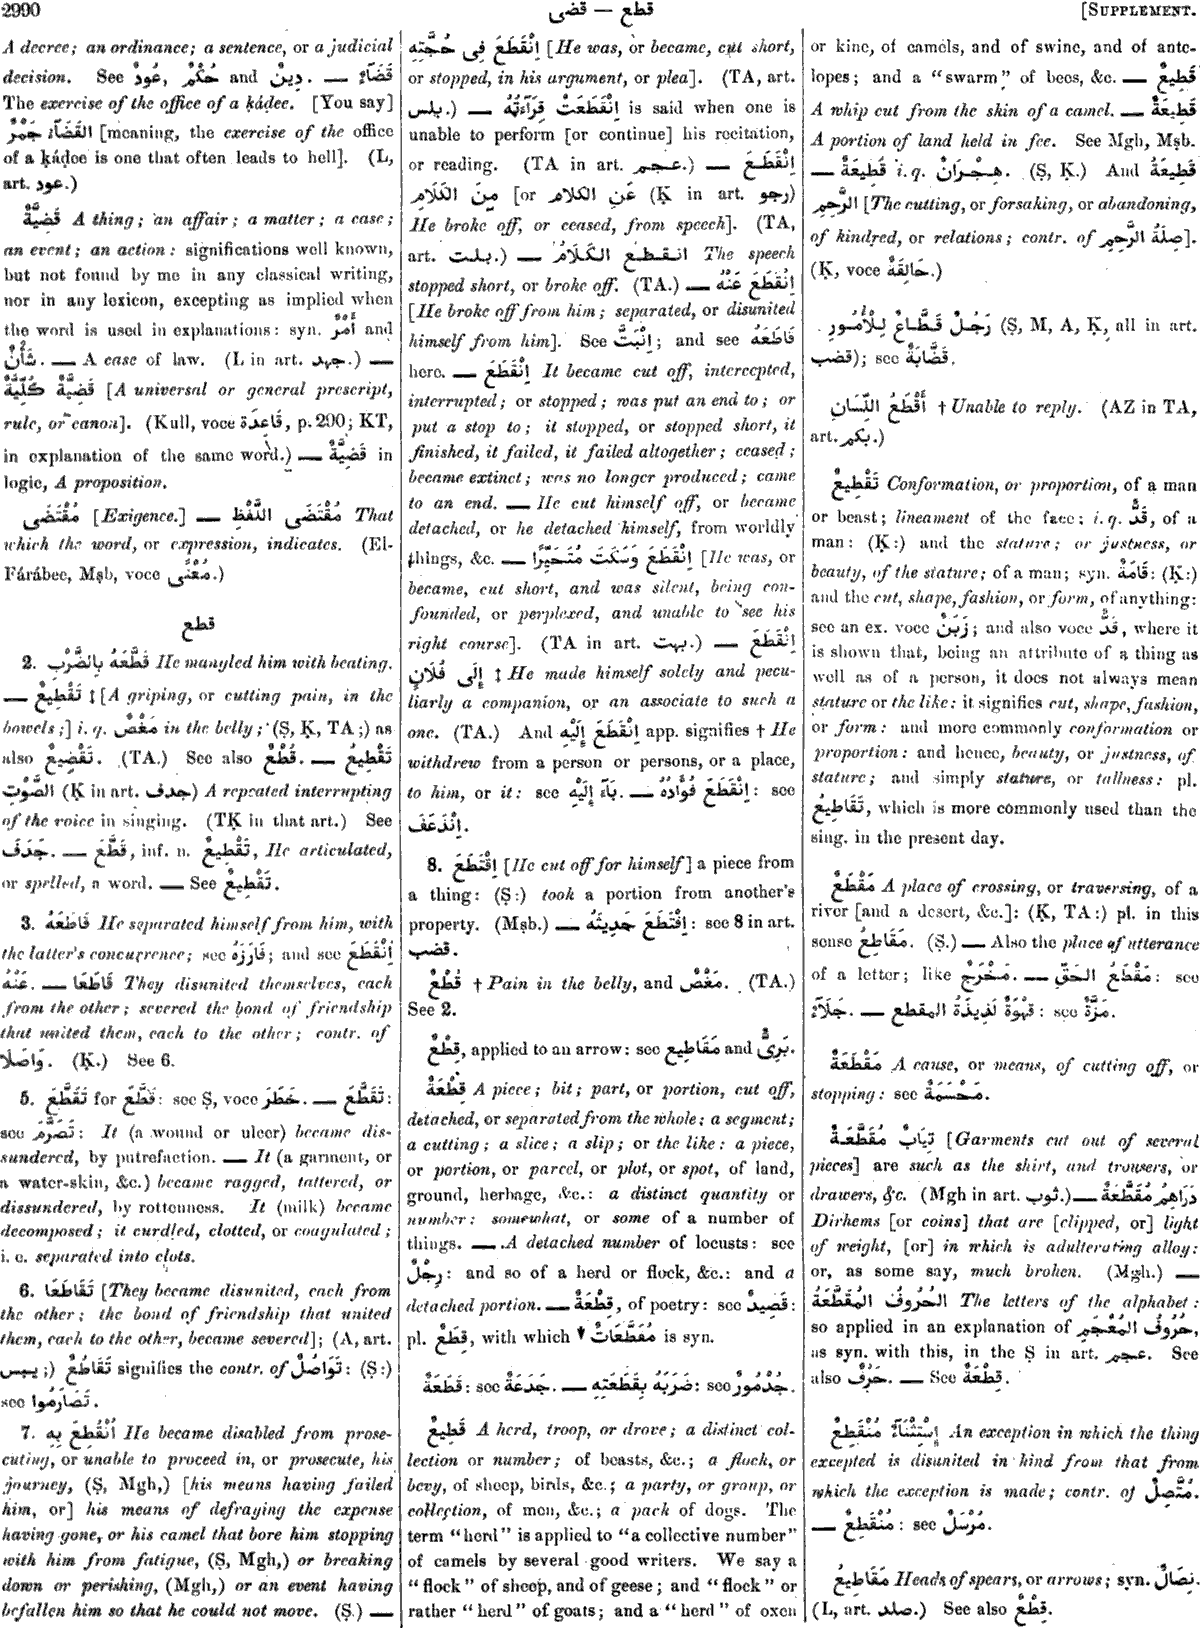 2990
قضى — قطع
[SUPPLEMENT.
A decree; an ordinance; a sentence, or a judicial
decision. See عُودٌ, حُكْمٌ and دِينٌ. — قَضَآءٌ
The exercise of the office of a ḳáḍee. [You say]
القَضَآءُ جَمْرٌ [meaning, the exercise of the office
of a ḳáḍee is one that often leads to hell]. (L,
art. عود.)
قَضِيَّةٌ A thing; an affair; a matter; a case;
an event; an action: significations well known,
but not found by me in any classical writing,
nor in any lexicon, excepting as implied when
the word is used in explanations: syn. أَمْرٌ and
شَأْنٌ. — A case of law. (L in art. جهد.) —
قَضِيَّةٌ كُلِّيَّةٌ [A universal or general prescript,
rule, or canon]. (Kull, voce قَاعِدَة, p. 290; KT,
in explanation of the same word.) — قَضِيَّةٌ in
logic, A proposition.
مُقْتَضًى [Exigence.] — مُقْتَضَى اللَّفْظِ That
which the word, or expression, indicates. (El-
Fárábee, Mṣb, voce مَعْنًى.)
قطع
2. قَطَّعَهُ بِالضَّرْبِ He mangled him with beating.
— تَقْطِيعٌ ‡ [A griping, or cutting pain, in the
bowels;] i. q. مَغْصٌ in the belly; (Ṣ, Ḳ, TA;) as
also تَقْضِيعٌ. (TA.) See also قُطْعٌ. — تَقْطِيعُ
الصَّوْتِ (Ḳ in art. جدف) A repeated interrupting
of the voice in singing. (TḲ in that art.) See
جَدَفَ. — قَطَّعَ, inf. n. تَقْطِيعٌ, He articulated,
or spelled, a word. — See تَقْطِيعٌ.
3. قَاطَعَهُ He separated himself from him, with
the latter's concurrence; see فَارَزَهُ; and see اِنْقَطَعَ
عَنْهُ. — قَاطَعَا They disunited themselves, each
from the other; severed the bond of friendship
that united them, each to the other; contr. of
وَاصَلَا. (Ḳ.) See 6.
5. تَقَطَّعَ for قَطَّعَ: see Ṣ, voce خَطَرَ. — تَقَطَّعَ:
see تَصَرَّمَ: It (a wound or ulcer) became dis-
sundered, by putrefaction. — It (a garment, or
a water-skin, &c.) became ragged, tattered, or
dissundered, by rottenness. It (milk) became
decomposed; it curdled, clotted, or coagulated;
i. e. separated into clots.
6. تَقَاطَعَا [They became disunited, each from
the other; the bond of friendship that united
them, each to the other, became severed]; (A, art.
يبس;) تَقَاطُعٌ signifies the contr. of تَوَاصُلٌ: (Ṣ:)
see تَصَارَمُوا.
7. اُنْقُطِعَ بِهِ He became disabled from prose-
cuting, or unable to proceed in, or prosecute, his
journey, (Ṣ, Mgh,) [his means having failed
him, or] his means of defraying the expense
having gone, or his camel that bore him stopping
with him from fatigue, (Ṣ, Mgh,) or breaking
down or perishing, (Mgh,) or an event having
befallen him so that he could not move. (Ṣ.) —
اِنْقَطَعَ فِى حُجَّتِهِ [He was, or became, cut short,
or stopped, in his argument, or plea]. (TA, art.
بلس.) — اِنْقَطَعَتْ قِرَآءَتُهُ is said when one is
unable to perform [or continue] his recitation,
or reading. (TA in art. عجم.) — اِنْقَطَعَ
مِنَ الكَلَامِ [or عَنِ الكلام (Ḳ in art. رجو)
He broke off, or ceased, from speech]. (TA,
art. بلت.) — انقطع الكَلَامُ The speech
stopped short, or broke off. (TA.) — اِنْقَطَعَ عَنْهُ
[He broke off from him; separated, or disunited
himself from him]. See اِنْبَتَّ; and see قَاطَعَهُ
here. — اِنْقَطَعَ It became cut off, intercepted,
interrupted; or stopped; was put an end to; or
put a stop to; it stopped, or stopped short, it
finished, it failed, it failed altogether; ceased;
became extinct; was no longer produced; came
to an end. — He cut himself off, or became
detached, or he detached himself, from worldly
things, &c. — اِنْقَطَعَ وَسَكَتَ مُتَحَيِّرًا [He was, or
became, cut short, and was silent, being con-
founded, or perplexed, and unable to see his
right course]. (TA in art. بهت.) — اِنْقَطَعَ
إِلَى فُلَانٍ ‡ He made himself solely and pecu-
liarly a companion, or an associate to such a
one. (TA.) And اِنْقَطَعَ إِلَيْهِ app. signifies † He
withdrew from a person or persons, or a place,
to him, or it: see بَآءَ إِلَيْهِ. — اِنْقَطَعَ فُؤَادُهُ: see
اِنْذَعَفَ.
8. اِقْتَطَعَ [He cut off for himself] a piece from
a thing: (Ṣ:) took a portion from another's
property. (Mṣb.) — اِقْتَطَعَ حَدِيثَهُ: see 8 in art.
قضب.
قُطْعٌ † Pain in the belly, and مَغْصٌ. (TA.)
See 2.
قِطْعٌ, applied to an arrow: see مَقَاطِيع and بَرِىٌّ.
قِطْعَةٌ A piece; bit; part, or portion, cut off,
detached, or separated from the whole; a segment;
a cutting; a slice; a slip; or the like: a piece,
or portion, or parcel, or plot, or spot, of land,
ground, herbage, &c.: a distinct quantity or
number: somewhat, or some of a number of
things. — A detached number of locusts: see
رِجْلٌ: and so of a herd or flock, &c.: and a
detached portion. — قِطْعَةٌ, of poetry: see قَصِيدٌ:
pl. قِطَعٌ, with which ▼ مُقَطَّعَاتٌ is syn.
قَطَعَةٌ: see جَدَعَةٌ. — ضَرَبَهُ بِقَطَعَتِهِ: see جُذْمُورٌ.
قَطِيعٌ A herd, troop, or drove; a distinct col-
lection or number; of beasts, &c.; a flock, or
bevy, of sheep, birds, &c.; a party, or group, or
collection, of men, &c.; a pack of dogs. The
term “herd” is applied to “a collective number”
of camels by several good writers. We say a
“flock” of sheep, and of geese; and “flock” or
rather “herd” of goats; and a “herd” of oxen
or kine, of camels, and of swine, and of ante-
lopes; and a “swarm” of bees, &c. — قَطِيعٌ
A whip cut from the skin of a camel. — قَطِيعَةٌ
A portion of land held in fee. See Mgh, Mṣb.
— قَطِيعَةٌ i. q. هِجْرَانٌ. (Ṣ, Ḳ.) And قَطِيعَةُ
الرَّحِمِ [The cutting, or forsaking, or abandoning,
of kindred, or relations; contr. of صِلَةُ الرَّحِمِ].
(Ḳ, voce حَالِقَةٌ.)
رَجُلٌ قَطَّاعٌ لِلْأُمُورِ (Ṣ, M, A, Ḳ, all in art.
قضب); see قَضَّابَةٌ.
أَقْطَعُ اللِّسَانِ † Unable to reply. (AZ in TA,
art. بكم.)
تَقْطِيعٌ Conformation, or proportion, of a man
or beast; lineament of the face: i. q. قَدٌّ, of a
man: (Ḳ:) and the stature; or justness, or
beauty, of the stature; of a man; syn. قَامَةٌ: (Ḳ:)
and the cut, shape, fashion, or form, of anything:
see an ex. voce زَبَنٌ; and also voce قَدٌّ, where it
is shown that, being an attribute of a thing as
well as of a person, it does not always mean
stature or the like: it signifies cut, shape, fashion,
or form: and more commonly conformation or
proportion: and hence, beauty, or justness, of
stature; and simply stature, or tallness: pl.
تَقَاطِيعُ, which is more commonly used than the
sing. in the present day.
مَقْطَعٌ A place of crossing, or traversing, of a
river [and a desert, &c.]: (Ḳ, TA:) pl. in this
sense مَقَاطِعُ. (Ṣ.) — Also the place of utterance
of a letter; like مَخْرَجٌ. — مَقْطَعُ الحَقِّ: see
جَلَآءٌ. — قَهْوَةٌ لَذِيذَةُ المقطع: see مَزَّةٌ.
مَقْطَعَةٌ A cause, or means, of cutting off, or
stopping: see مَحْسَمَةٌ.
ثِيَابٌ مُقَطَّعَةٌ [Garments cut out of several
pieces] are such as the shirt, and trousers, or
drawers, &c. (Mgh in art. ثوب.) — دَرَاهِمُ مُقَطَّعَةٌ
Dirhems [or coins] that are [clipped, or] light
of weight, [or] in which is adulterating alloy:
or, as some say, much broken. (Mgh.) —
الحُرُوفُ المُقَطَّعَةُ The letters of the alphabet:
so applied in an explanation of حُرُوفُ المُعْجَمِ,
as syn. with this, in the Ṣ in art. عجم. See
also حَرْفٌ. — See قِطْعَةٌ.
اِسْتِثْنَآءٌ مُنْقَطِعٌ An exception in which the thing
excepted is disunited in kind from that from
which the exception is made; contr. of مُتَّصِلٌ.
— مُنْقَطِعٌ: see مُرْسَلٌ.
مَقَاطِيعُ Heads of spears, or arrows; syn. نِصَالٌ.
(L, art. صلد.) See also قِطْعٌ.